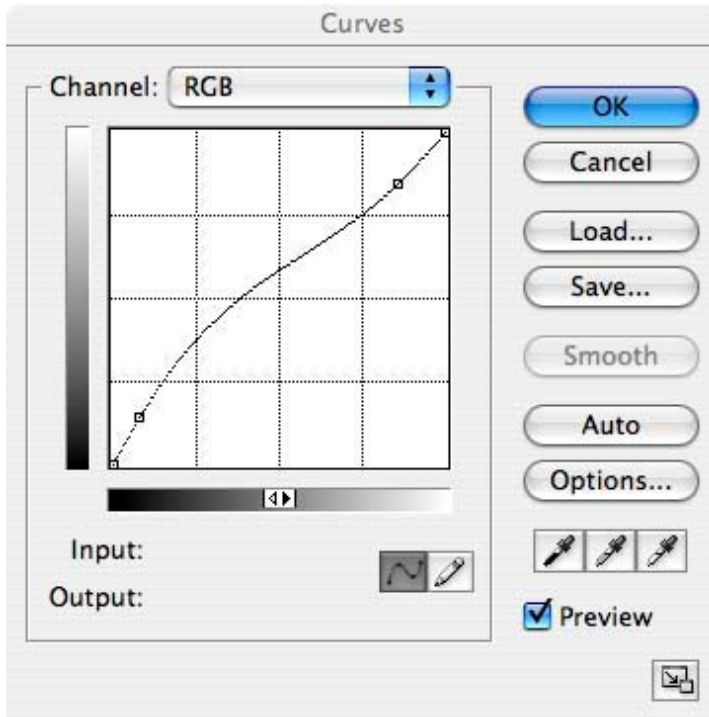 Curves
Channel: RGB
OK
Cancel
Load...
Save...
Smooth
Auto
Options...
Input:
Output:
Preview